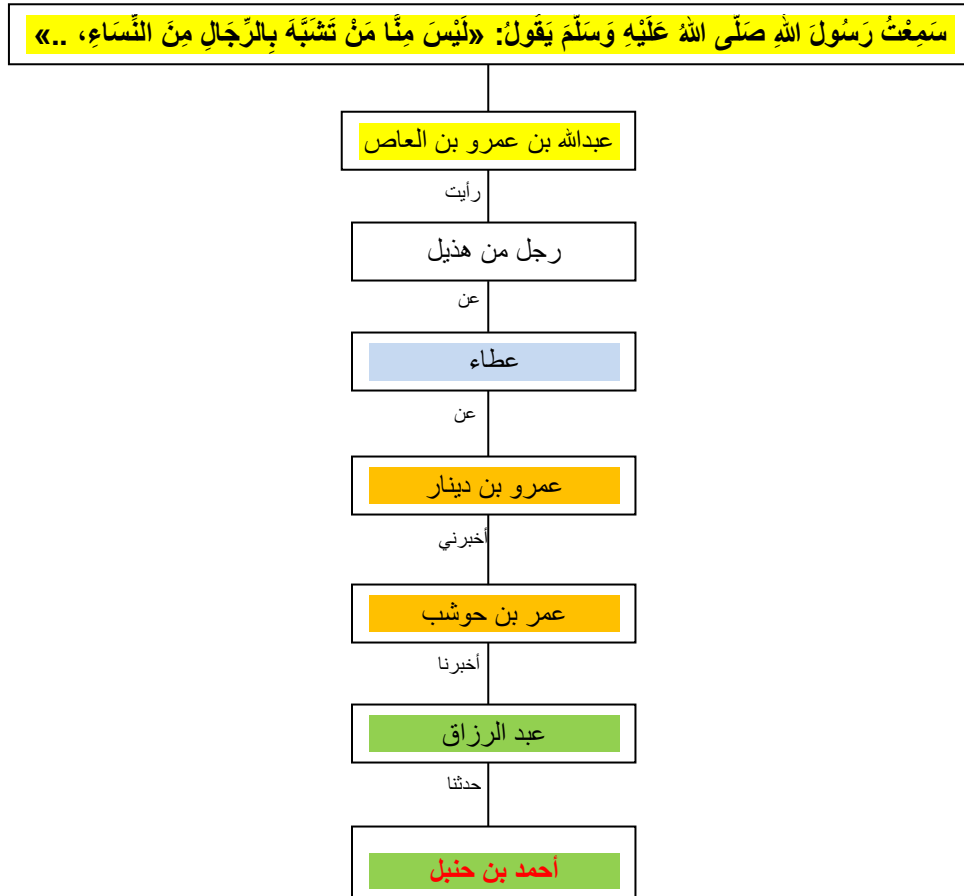 سَمِعْتُ رَسُولَ اللهِ صَلَّى اللهُ عَلَيْهِ وَسَلَّمَ يَقُولُ: «لَيْسَ مِنَّا مَنْ تَشَبَّهَ بِالرِّجَالِ مِنَ النِّسَاءِ، ..»
عبدالله بن عمرو بن العاص
رأيت
رجل من هذيل
عن
عطاء
عن
عمرو بن دينار
أخبرني
عمر بن حوشب
أخبرنا
عبد الرزاق
حدثنا
أحمد بن حنبل